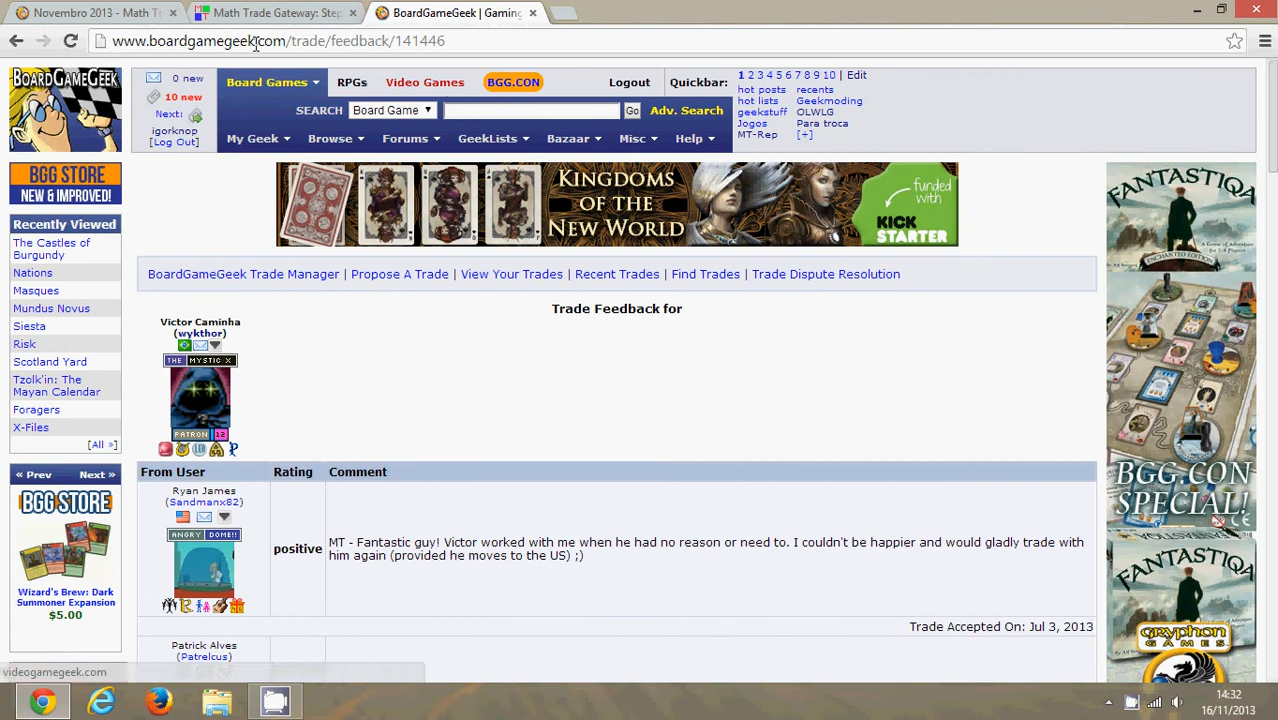 Novembro 2013 - Math T
Math Trade Gateway: Step
BoardGameGeek | Gaming
www.boardgamegeek.com/trade/feedback/141446
BOARDGAMEGEEK
0 new
10 new
Next:
igorknop
[Log Out]
Board Games
RPGs
Video Games
BGG.CON
Logout
SEARCH
Board Game
Go
Adv. Search
My Geek
Browse
Forums
GeekLists
Bazaar
Misc
Help
Quickbar:
1 2 3 4 5 6 7 8 9 10 | Edit
hot posts
recents
hot lists
Geekmoding
geekstuff
OLWLG
Jogos
Para troca
MT-Rep
[+]
BGG STORE
NEW & IMPROVED!
Recently Viewed
The Castles of
Burgundy
Nations
Masques
Mundus Novus
Siesta
Risk
Scotland Yard
Tzolk'in: The
Mayan Calendar
Foragers
X-Files
[All »]
« Prev
Next »
BGG STORE
Wizard's Brew: Dark
Summoner Expansion
$5.00
KINGDOMS
OF THE
NEW WORLD
funded
with
KICK
STARTER
BoardGameGeek Trade Manager | Propose A Trade | View Your Trades | Recent Trades | Find Trades | Trade Dispute Resolution
Trade Feedback for
Victor Caminha
(wykthor)
THE MYSTIC X
PATRON 12
From User
Rating
Comment
Ryan James
(Sandmanx82)
ANGRY DOME!!
positive
MT - Fantastic guy! Victor worked with me when he had no reason or need to. I couldn't be happier and would gladly trade with
him again (provided he moves to the US) ;)
Trade Accepted On: Jul 3, 2013
Patrick Alves
(Patrelcus)
FANTASTIQA
ENCHANTED EDITION
BGG.CON
SPECIAL!
FANTASTIQA
GRYPHON
GAMES
videogamegeek.com
14:32
16/11/2013